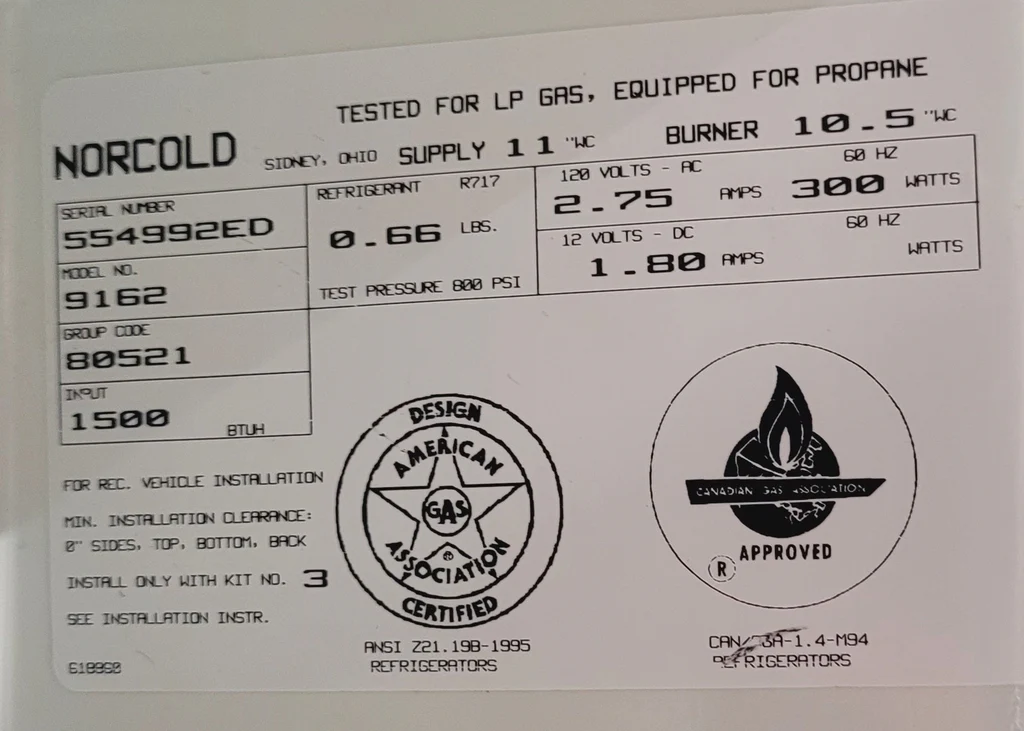 TESTED FOR LP GAS, EQUIPPED FOR PROPANE
NORCOLD SIDNEY, OHIO SUPPLY 11 "WC BURNER 10.5 "WC
SERIAL NUMBER
554992ED
MODEL NO.
9162
GROUP CODE
80521
INPUT
1500 BTUH
REFRIGERANT R717
0.66 LBS.
TEST PRESSURE 800 PSI
120 VOLTS - AC 60 HZ
2.75 AMPS 300 WATTS
12 VOLTS - DC 60 HZ
1.80 AMPS WATTS
FOR REC. VEHICLE INSTALLATION
MIN. INSTALLATION CLEARANCE:
0" SIDES, TOP, BOTTOM, BACK
INSTALL ONLY WITH KIT NO. 3
SEE INSTALLATION INSTR.
DESIGN
AMERICAN
GAS
ASSOCIATION
®
CERTIFIED
ANSI Z21.19B-1995
REFRIGERATORS
CANADIAN GAS ASSOCIATION
APPROVED
®
1.4-M94
REFRIGERATORS